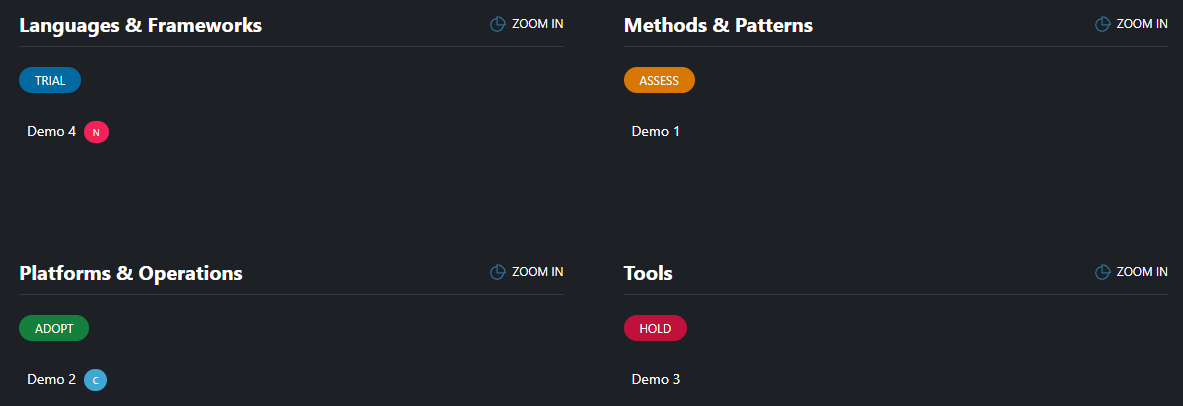 Languages & Frameworks ZOOM IN
TRIAL
Demo 4 N
Methods & Patterns ZOOM IN
ASSESS
Demo 1
Platforms & Operations ZOOM IN
ADOPT
Demo 2 C
Tools ZOOM IN
HOLD
Demo 3